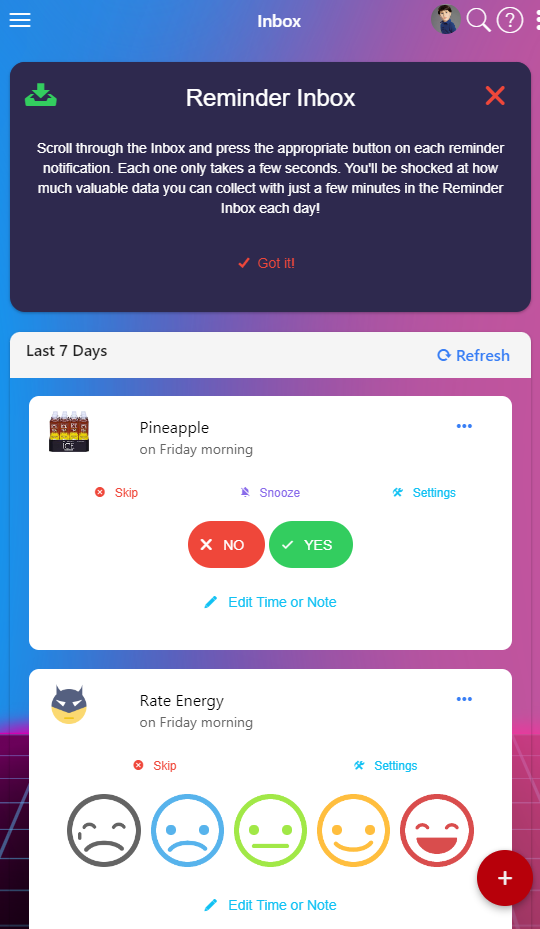 Inbox
Reminder Inbox
Scroll through the Inbox and press the appropriate button on each reminder
notification. Each one only takes a few seconds. You'll be shocked at how
much valuable data you can collect with just a few minutes in the Reminder
Inbox each day!
Got it!
Last 7 Days
Refresh
Pineapple
on Friday morning
Skip
Snooze
Settings
NO
YES
Edit Time or Note
Rate Energy
on Friday morning
Skip
Settings
Edit Time or Note